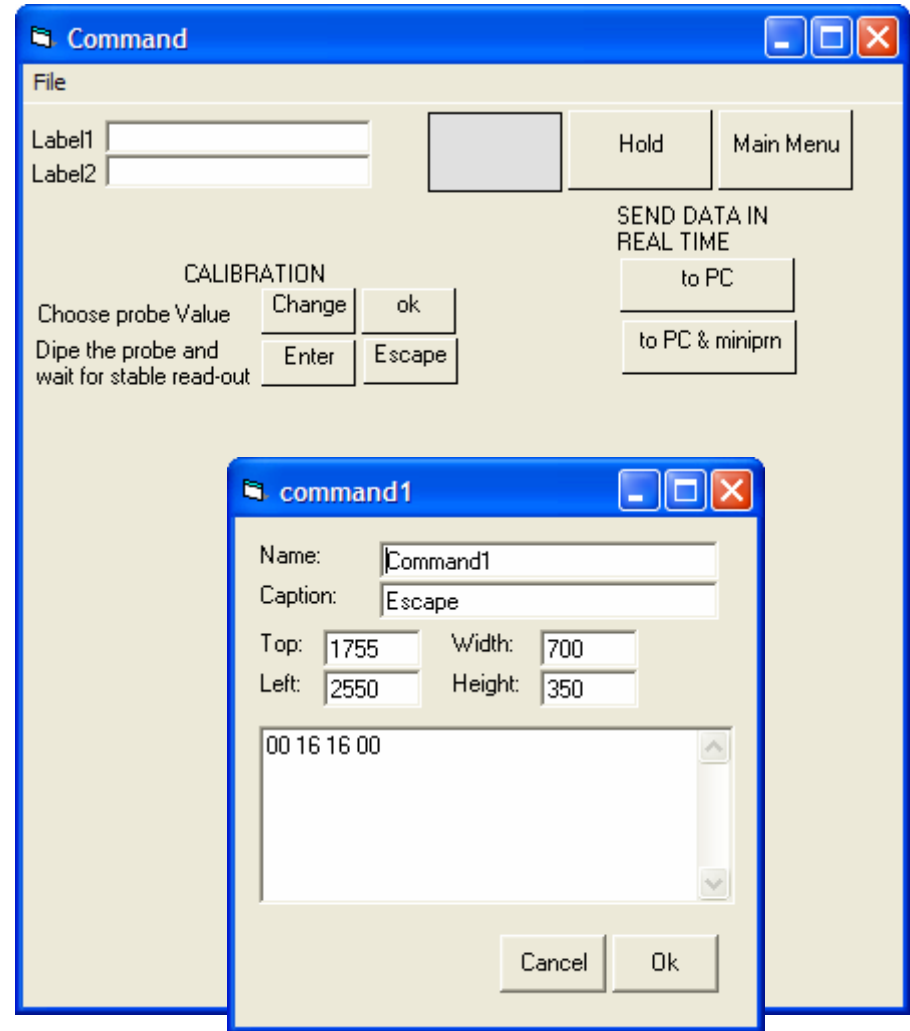 Command
File
Label1
Label2
Hold
Main Menu
SEND DATA IN
REAL TIME
to PC
to PC & miniprn
CALIBRATION
Choose probe Value
Change
ok
Dipe the probe and
wait for stable read-out
Enter
Escape
command1
Name:
Command1
Caption:
Escape
Top:
1755
Width:
700
Left:
2550
Height:
350
00 16 16 00
Cancel
Ok